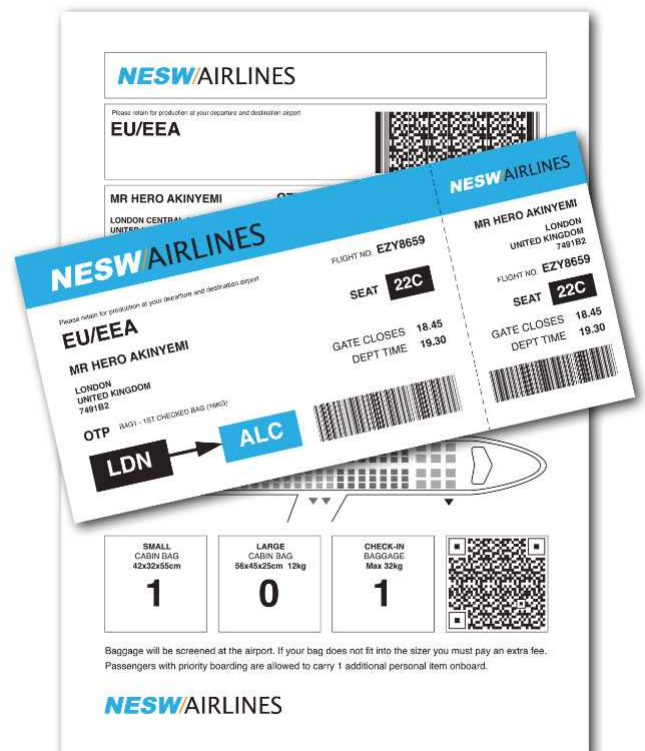 NESW/AIRLINES
Please retain for production at your departure and destination airport
EU/EEA
MR HERO AKINYEMI
LONDON CENTRAL
NESW/AIRLINES
Please retain for production at your departure and destination airport
EU/EEA
MR HERO AKINYEMI
LONDON
UNITED KINGDOM
7491B2
OTP BAG1 - 1ST CHECKED BAG (16KG)
LDN ALC
FLIGHT NO. EZY8659
SEAT 22C
GATE CLOSES 18.45
DEPT TIME 19.30
NESW/AIRLINES
MR HERO AKINYEMI
LONDON
UNITED KINGDOM
7491B2
FLIGHT NO. EZY8659
SEAT 22C
GATE CLOSES 18.45
DEPT TIME 19.30
SMALL
CABIN BAG
42x32x55cm
1
LARGE
CABIN BAG
56x45x25cm 12kg
0
CHECK-IN
BAGGAGE
Max 32kg
1
Baggage will be screened at the airport. If your bag does not fit into the sizer you must pay an extra fee.
Passengers with priority boarding are allowed to carry 1 additional personal item onboard.
NESW/AIRLINES